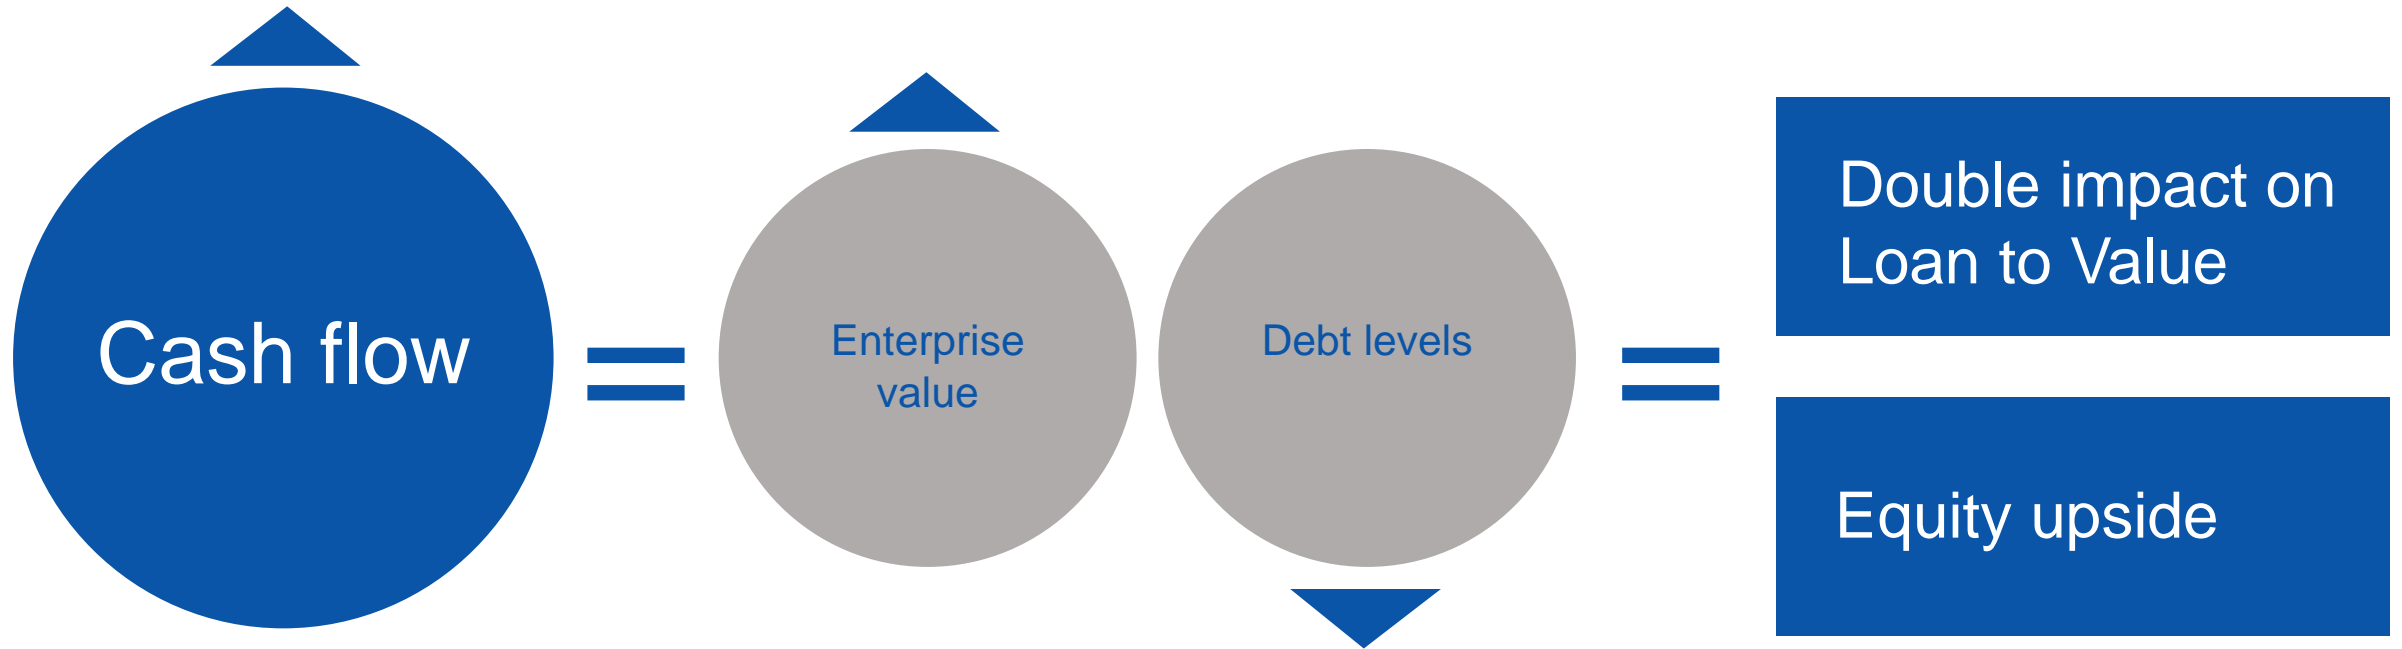 Cash flow
Enterprise
value
Debt levels
Double impact on
Loan to Value
Equity upside